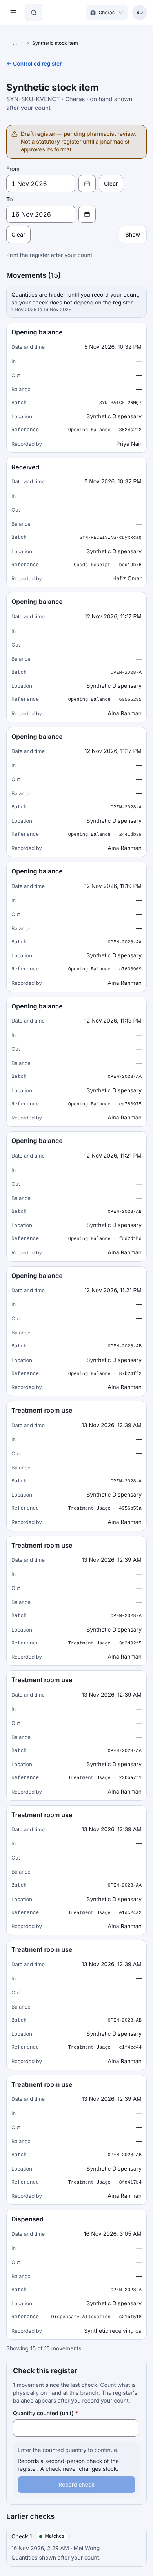 Cheras
SD
... > Synthetic stock item
← Controlled register
Synthetic stock item
SYN-SKU-KVENCT · Cheras · on hand shown
after your count
Draft register — pending pharmacist review.
Not a statutory register until a pharmacist
approves its format.
From
1 Nov 2026
Clear
To
16 Nov 2026
Clear
Show
Print the register after your count.
Movements (15)
Quantities are hidden until you record your count,
so your check does not depend on the register.
1 Nov 2026 to 16 Nov 2026
Opening balance
Date and time 5 Nov 2026, 10:32 PM
In —
Out —
Balance —
Batch SYN-BATCH-2NMQ7
Location Synthetic Dispensary
Reference Opening Balance · 8524c2f2
Recorded by Priya Nair
Received
Date and time 5 Nov 2026, 10:32 PM
In —
Out —
Balance —
Batch SYN-RECEIVING-cuyxkcaq
Location Synthetic Dispensary
Reference Goods Receipt · bcd19b76
Recorded by Hafiz Omar
Opening balance
Date and time 12 Nov 2026, 11:17 PM
In —
Out —
Balance —
Batch OPEN-2028-A
Location Synthetic Dispensary
Reference Opening Balance · 60565285
Recorded by Aina Rahman
Opening balance
Date and time 12 Nov 2026, 11:17 PM
In —
Out —
Balance —
Batch OPEN-2028-A
Location Synthetic Dispensary
Reference Opening Balance · 2441db39
Recorded by Aina Rahman
Opening balance
Date and time 12 Nov 2026, 11:19 PM
In —
Out —
Balance —
Batch OPEN-2028-AA
Location Synthetic Dispensary
Reference Opening Balance · a7633909
Recorded by Aina Rahman
Opening balance
Date and time 12 Nov 2026, 11:19 PM
In —
Out —
Balance —
Batch OPEN-2028-AA
Location Synthetic Dispensary
Reference Opening Balance · ee780975
Recorded by Aina Rahman
Opening balance
Date and time 12 Nov 2026, 11:21 PM
In —
Out —
Balance —
Batch OPEN-2028-AB
Location Synthetic Dispensary
Reference Opening Balance · fdd2d1bd
Recorded by Aina Rahman
Opening balance
Date and time 12 Nov 2026, 11:21 PM
In —
Out —
Balance —
Batch OPEN-2028-AB
Location Synthetic Dispensary
Reference Opening Balance · 87b24ff2
Recorded by Aina Rahman
Treatment room use
Date and time 13 Nov 2026, 12:39 AM
In —
Out —
Balance —
Batch OPEN-2028-A
Location Synthetic Dispensary
Reference Treatment Usage · 4956b55a
Recorded by Aina Rahman
Treatment room use
Date and time 13 Nov 2026, 12:39 AM
In —
Out —
Balance —
Batch OPEN-2028-A
Location Synthetic Dispensary
Reference Treatment Usage · 3e3d92f5
Recorded by Aina Rahman
Treatment room use
Date and time 13 Nov 2026, 12:39 AM
In —
Out —
Balance —
Batch OPEN-2028-AA
Location Synthetic Dispensary
Reference Treatment Usage · 23bba7f1
Recorded by Aina Rahman
Treatment room use
Date and time 13 Nov 2026, 12:39 AM
In —
Out —
Balance —
Batch OPEN-2028-AA
Location Synthetic Dispensary
Reference Treatment Usage · e1dc24a2
Recorded by Aina Rahman
Treatment room use
Date and time 13 Nov 2026, 12:39 AM
In —
Out —
Balance —
Batch OPEN-2028-AB
Location Synthetic Dispensary
Reference Treatment Usage · c1f4cc44
Recorded by Aina Rahman
Treatment room use
Date and time 13 Nov 2026, 12:39 AM
In —
Out —
Balance —
Batch OPEN-2028-AB
Location Synthetic Dispensary
Reference Treatment Usage · 8fd417b4
Recorded by Aina Rahman
Dispensed
Date and time 16 Nov 2026, 3:05 AM
In —
Out —
Balance —
Batch OPEN-2028-A
Location Synthetic Dispensary
Reference Dispensary Allocation · c21bf519
Recorded by Synthetic receiving ca
Showing 15 of 15 movements
Check this register
1 movement since the last check. Count what is
physically on hand at this branch. The register's
balance appears after you record your count.
Quantity counted (unit) *
Enter the counted quantity to continue.
Records a second-person check of the
register. A check never changes stock.
Record check
Earlier checks
Check 1 Matches
16 Nov 2026, 2:29 AM · Mei Wong
Quantities shown after your count.